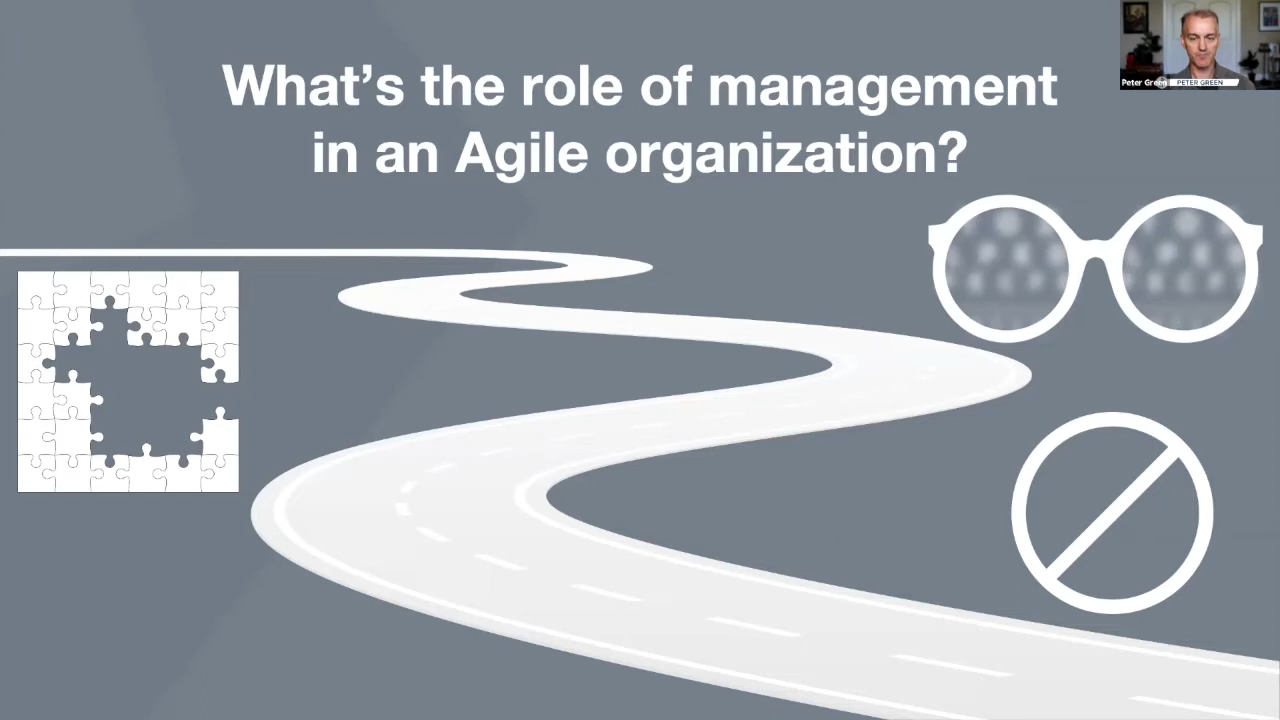 What’s the role of management
in an Agile organization?
Peter Green
PETER GREEN